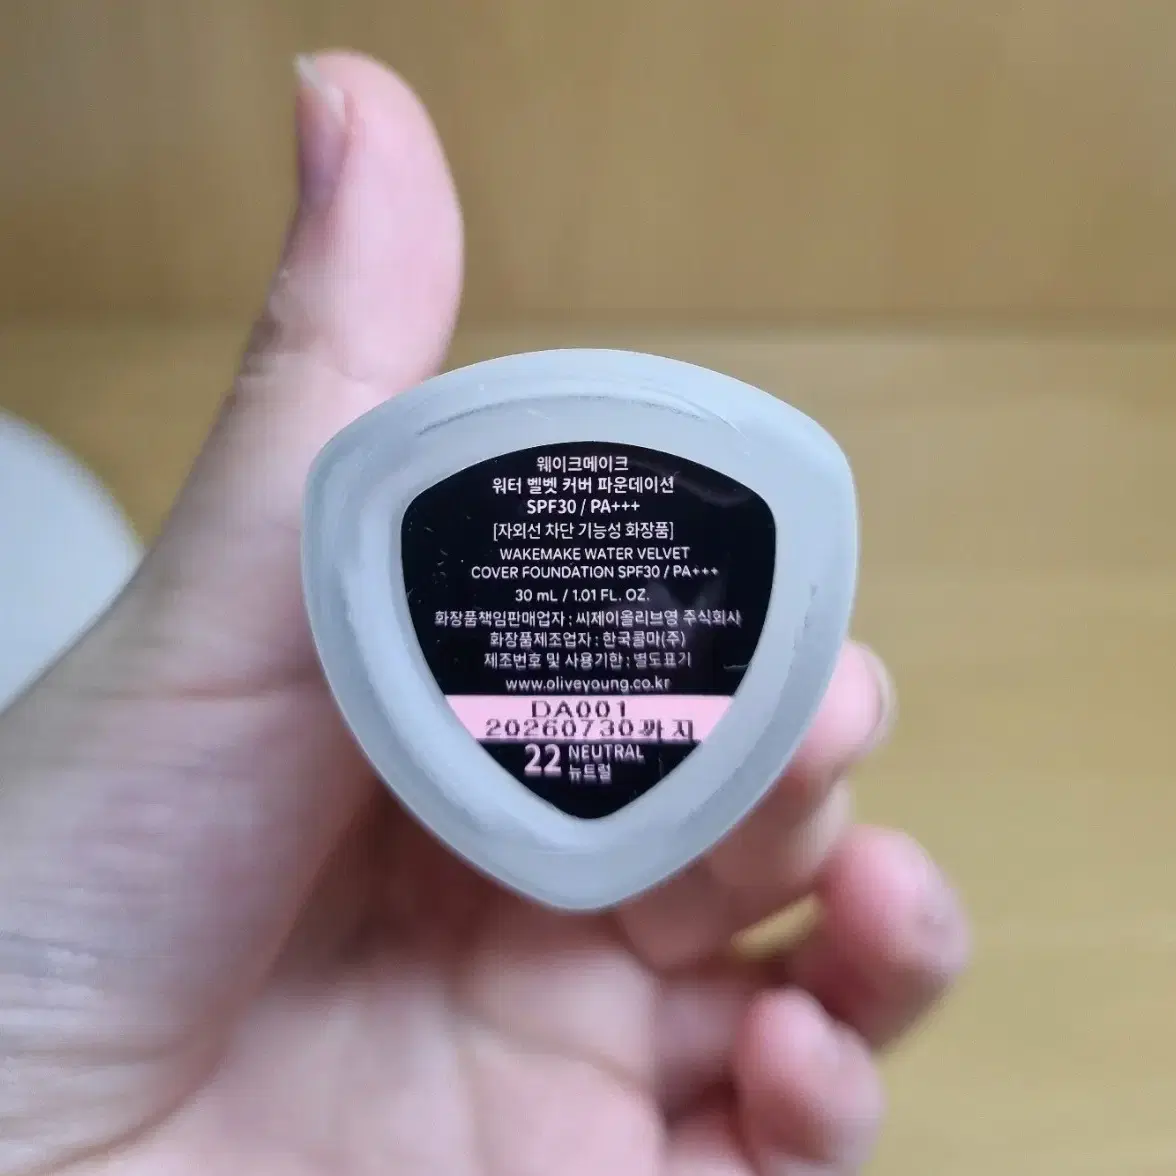 웨이크메이크
워터 벨벳 커버 파운데이션
SPF30 / PA+++
[자외선 차단 기능성 화장품]
WAKEMAKE WATER VELVET
COVER FOUNDATION SPF30 / PA+++
30 mL / 1.01 FL. OZ.
화장품책임판매업자 : 씨제이올리브영 주식회사
화장품제조업자 : 한국콜마(주)
제조번호 및 사용기한 : 별도표기
www.oliveyoung.co.kr
DA001
20260730까지
22 NEUTRAL
뉴트럴